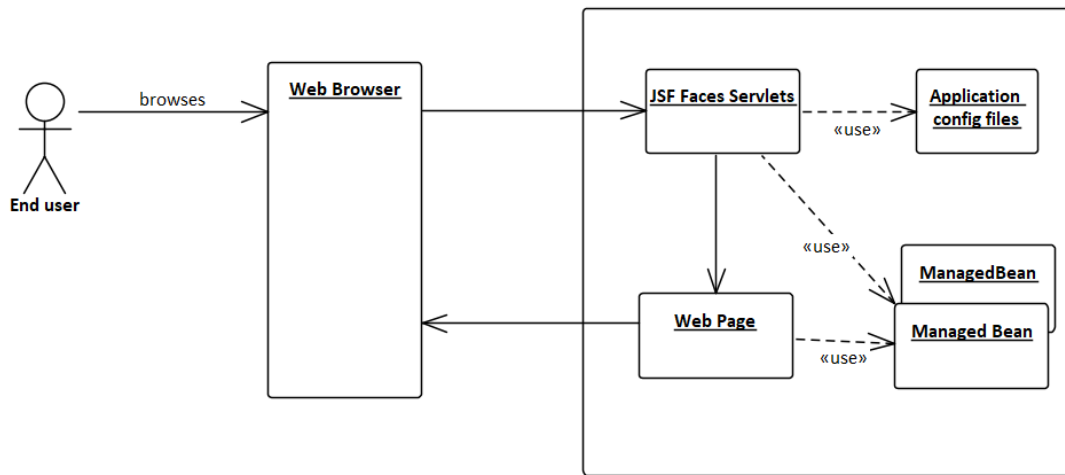 browses
End user
Web Browser
JSF Faces Servlets
«use»
Application
config files
«use»
ManagedBean
Managed Bean
Web Page
«use»